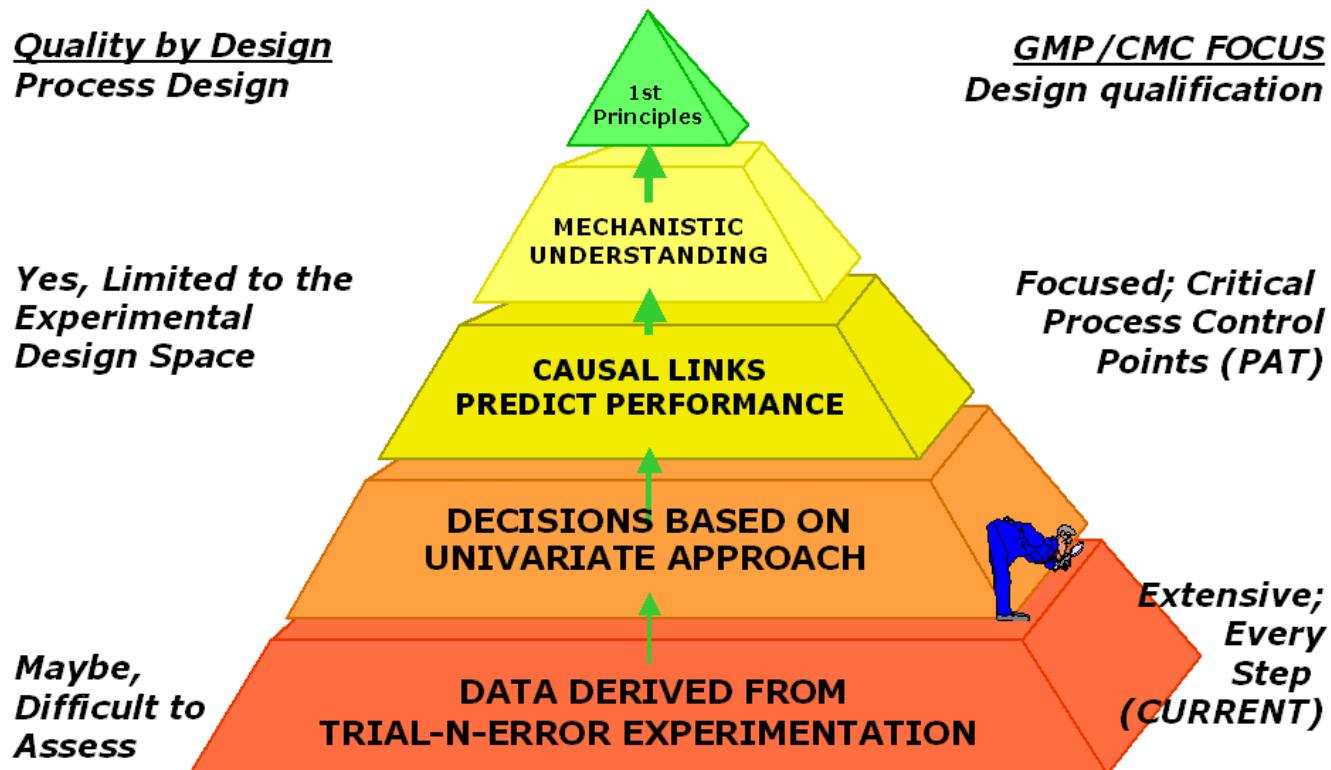 Quality by Design
Process Design
GMP/CMC FOCUS
Design qualification
1st
Principles
MECHANISTIC
UNDERSTANDING
Yes, Limited to the
Experimental
Design Space
Focused; Critical
Process Control
Points (PAT)
CAUSAL LINKS
PREDICT PERFORMANCE
DECISIONS BASED ON
UNIVARIATE APPROACH
Extensive;
Every
Step
(CURRENT)
Maybe,
Difficult to
Assess
DATA DERIVED FROM
TRIAL-N-ERROR EXPERIMENTATION